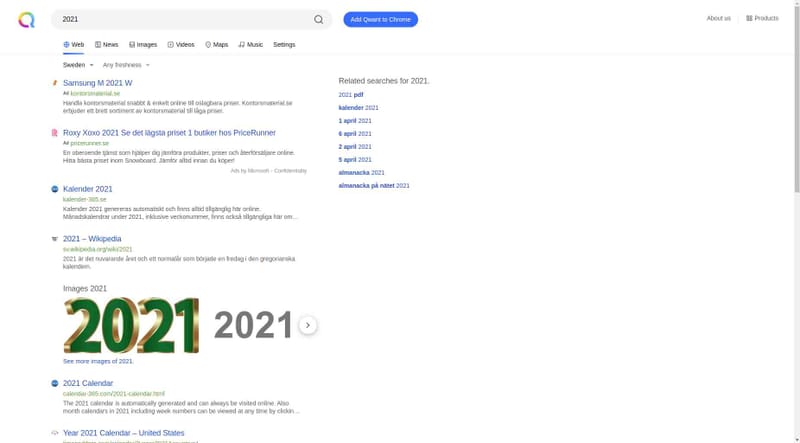 2021
Add Qwant to Chrome
About us
Products
Web
News
Images
Videos
Maps
Music
Settings
Sweden
Any freshness
Samsung M 2021 W
Ad kontorsmaterial.se
Handla kontorsmaterial snabbt & enkelt online till oslagbara priser. Kontorsmaterial.se
erbjuder ett brett sortiment av kontorsmaterial till låga priser.
Roxy Xoxo 2021 Se det lägsta priset 1 butiker hos PriceRunner
Ad pricerunner.se
En oberoende tjänst som hjälper dig jämföra produkter, priser och återförsäljare online.
Hitta bästa priset inom Snowboard. Jämför alltid innan du köper!
Ads by Microsoft - Confidentiality
Kalender 2021
kalender-365.se
Kalender 2021 genereras automatiskt och finns alltid tillgänglig här online.
Månadskalendrar under 2021, inklusive veckonummer, finns också tillgängliga här om…
2021 – Wikipedia
sv.wikipedia.org/wiki/2021
2021 är det nuvarande året och ett normalår som började en fredag i den gregorianska
kalendern.
Images 2021
2021
2021
See more images of 2021.
2021 Calendar
calendar-365.com/2021-calendar.html
The 2021 calendar is automatically generated and can always be visited online. Also
month calendars in 2021 including week numbers can be viewed at any time by clickin…
Year 2021 Calendar – United States
Related searches for 2021.
2021 pdf
kalender 2021
1 april 2021
6 april 2021
2 april 2021
5 april 2021
almanacka 2021
almanacka på nätet 2021